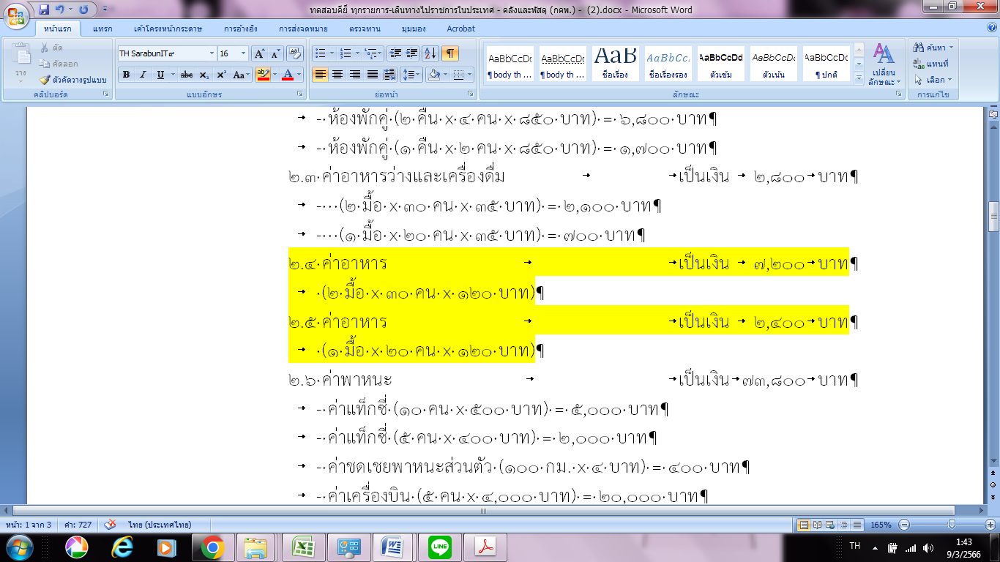 ทดสอบคีย์ ทุกรายการ-เดินทางไปราชการในประเทศ - คลังและพัสดุ (กคพ.) - (2).docx - Microsoft Word
หน้าแรก แทรก เค้าโครงหน้ากระดาษ การอ้างอิง การส่งจดหมาย ตรวจทาน มุมมอง Acrobat
วาง
ตัด
คัดลอก
ตัวคัดวางรูปแบบ
คลิปบอร์ด
TH SarabunIT๙ 16
แบบอักษร
ย่อหน้า
AaBbCcDc AaBbCcDc AaB AaBbCc. AaBbCcDd AaBbCcDd AaBbCcDc
¶ body th ... ¶ body th ... ชื่อเรื่อง ชื่อเรื่องรอง ตัวเข้ม ตัวเน้น ¶ ปกติ
เปลี่ยนลักษณะ
ลักษณะ
ค้นหา
แทนที่
เลือก
การแก้ไข
- ห้องพักคู่ (๒ คืน x ๔ คน x ๘๕๐ บาท) = ๖,๘๐๐ บาท¶
- ห้องพักคู่ (๑ คืน x ๒ คน x ๘๕๐ บาท) = ๑,๗๐๐ บาท¶
๒.๓ ค่าอาหารว่างและเครื่องดื่ม เป็นเงิน ๒,๘๐๐ บาท¶
-···(๒ มื้อ x ๓๐ คน x ๓๕ บาท) = ๒,๑๐๐ บาท¶
-···(๑ มื้อ x ๒๐ คน x ๓๕ บาท) = ๗๐๐ บาท¶
๒.๔ ค่าอาหาร เป็นเงิน ๗,๒๐๐ บาท¶
(๒ มื้อ x ๓๐ คน x ๑๒๐ บาท)¶
๒.๕ ค่าอาหาร เป็นเงิน ๒,๔๐๐ บาท¶
(๑ มื้อ x ๒๐ คน x ๑๒๐ บาท)¶
๒.๖ ค่าพาหนะ เป็นเงิน ๗๓,๘๐๐ บาท¶
- ค่าแท็กซี่ (๑๐ คน x ๕๐๐ บาท) = ๕,๐๐๐ บาท¶
- ค่าแท็กซี่ (๕ คน x ๔๐๐ บาท) = ๒,๐๐๐ บาท¶
- ค่าชดเชยพาหนะส่วนตัว (๑๐๐ กม. x ๔ บาท) = ๔๐๐ บาท¶
- ค่าเครื่องบิน (๕ คน x ๔,๐๐๐ บาท) = ๒๐,๐๐๐ บาท¶
หน้า: 1 จาก 3 คำ: 727 ไทย (ประเทศไทย) 165%
LINE
TH 1:43
9/3/2566